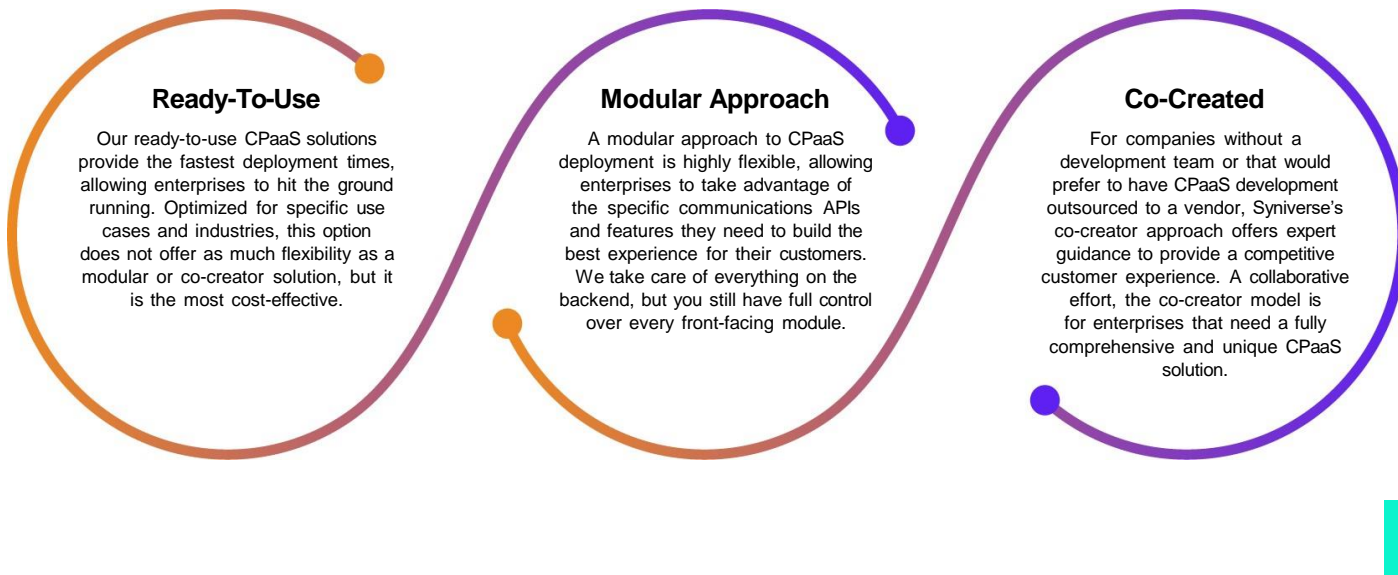 Ready-To-Use
Our ready-to-use CPaaS solutions
provide the fastest deployment times,
allowing enterprises to hit the ground
running. Optimized for specific use
cases and industries, this option
does not offer as much flexibility as a
modular or co-creator solution, but it
is the most cost-effective.
Modular Approach
A modular approach to CPaaS
deployment is highly flexible, allowing
enterprises to take advantage of
the specific communications APIs
and features they need to build the
best experience for their customers.
We take care of everything on the
backend, but you still have full control
over every front-facing module.
Co-Created
For companies without a
development team or that would
prefer to have CPaaS development
outsourced to a vendor, Syniverse’s
co-creator approach offers expert
guidance to provide a competitive
customer experience. A collaborative
effort, the co-creator model is
for enterprises that need a fully
comprehensive and unique CPaaS
solution.